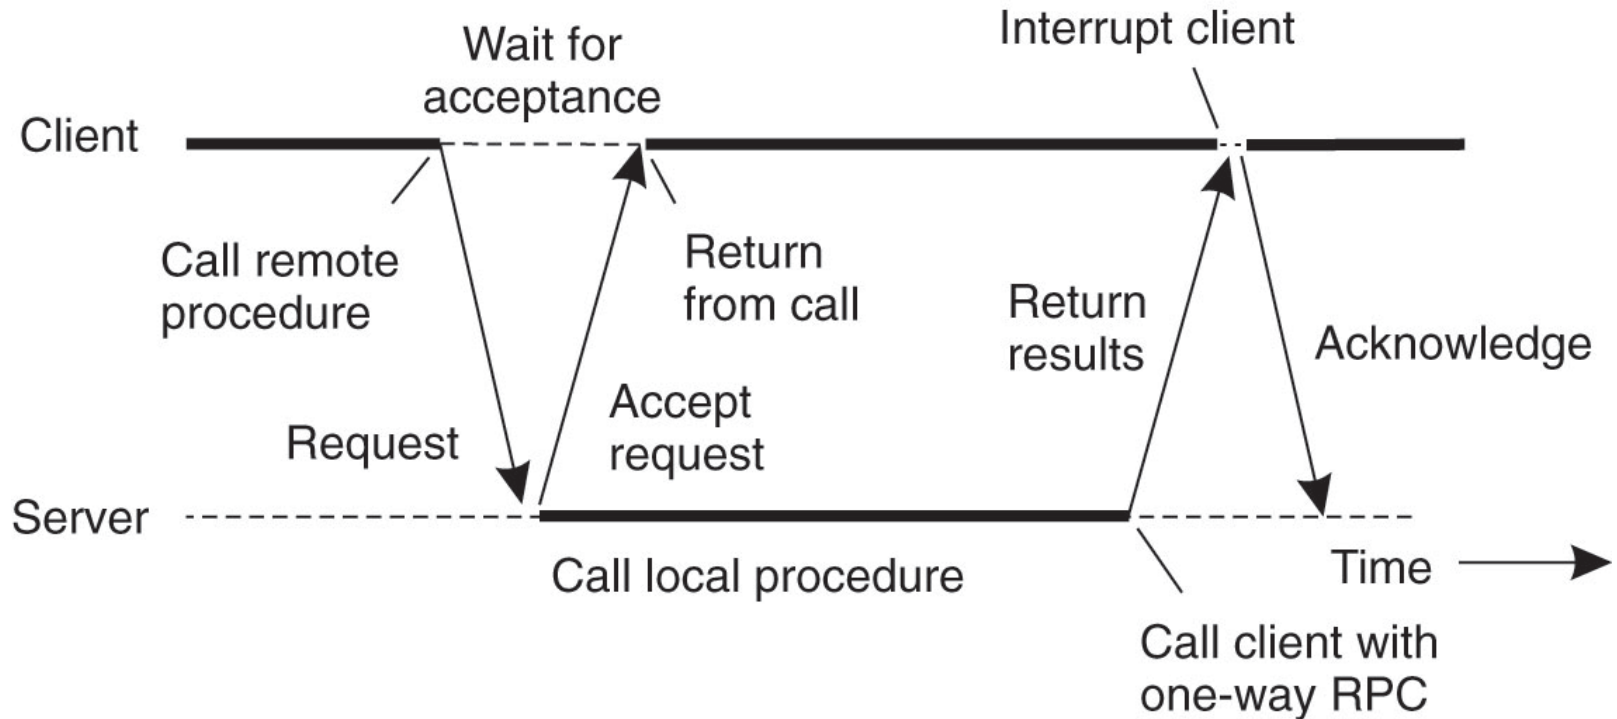 Interrupt client
Wait for
acceptance
Client
Call remote
procedure
Return
from call
Return
results
Acknowledge
Accept
request
Request
Server
Call local procedure
Time
Call client with
one-way RPC